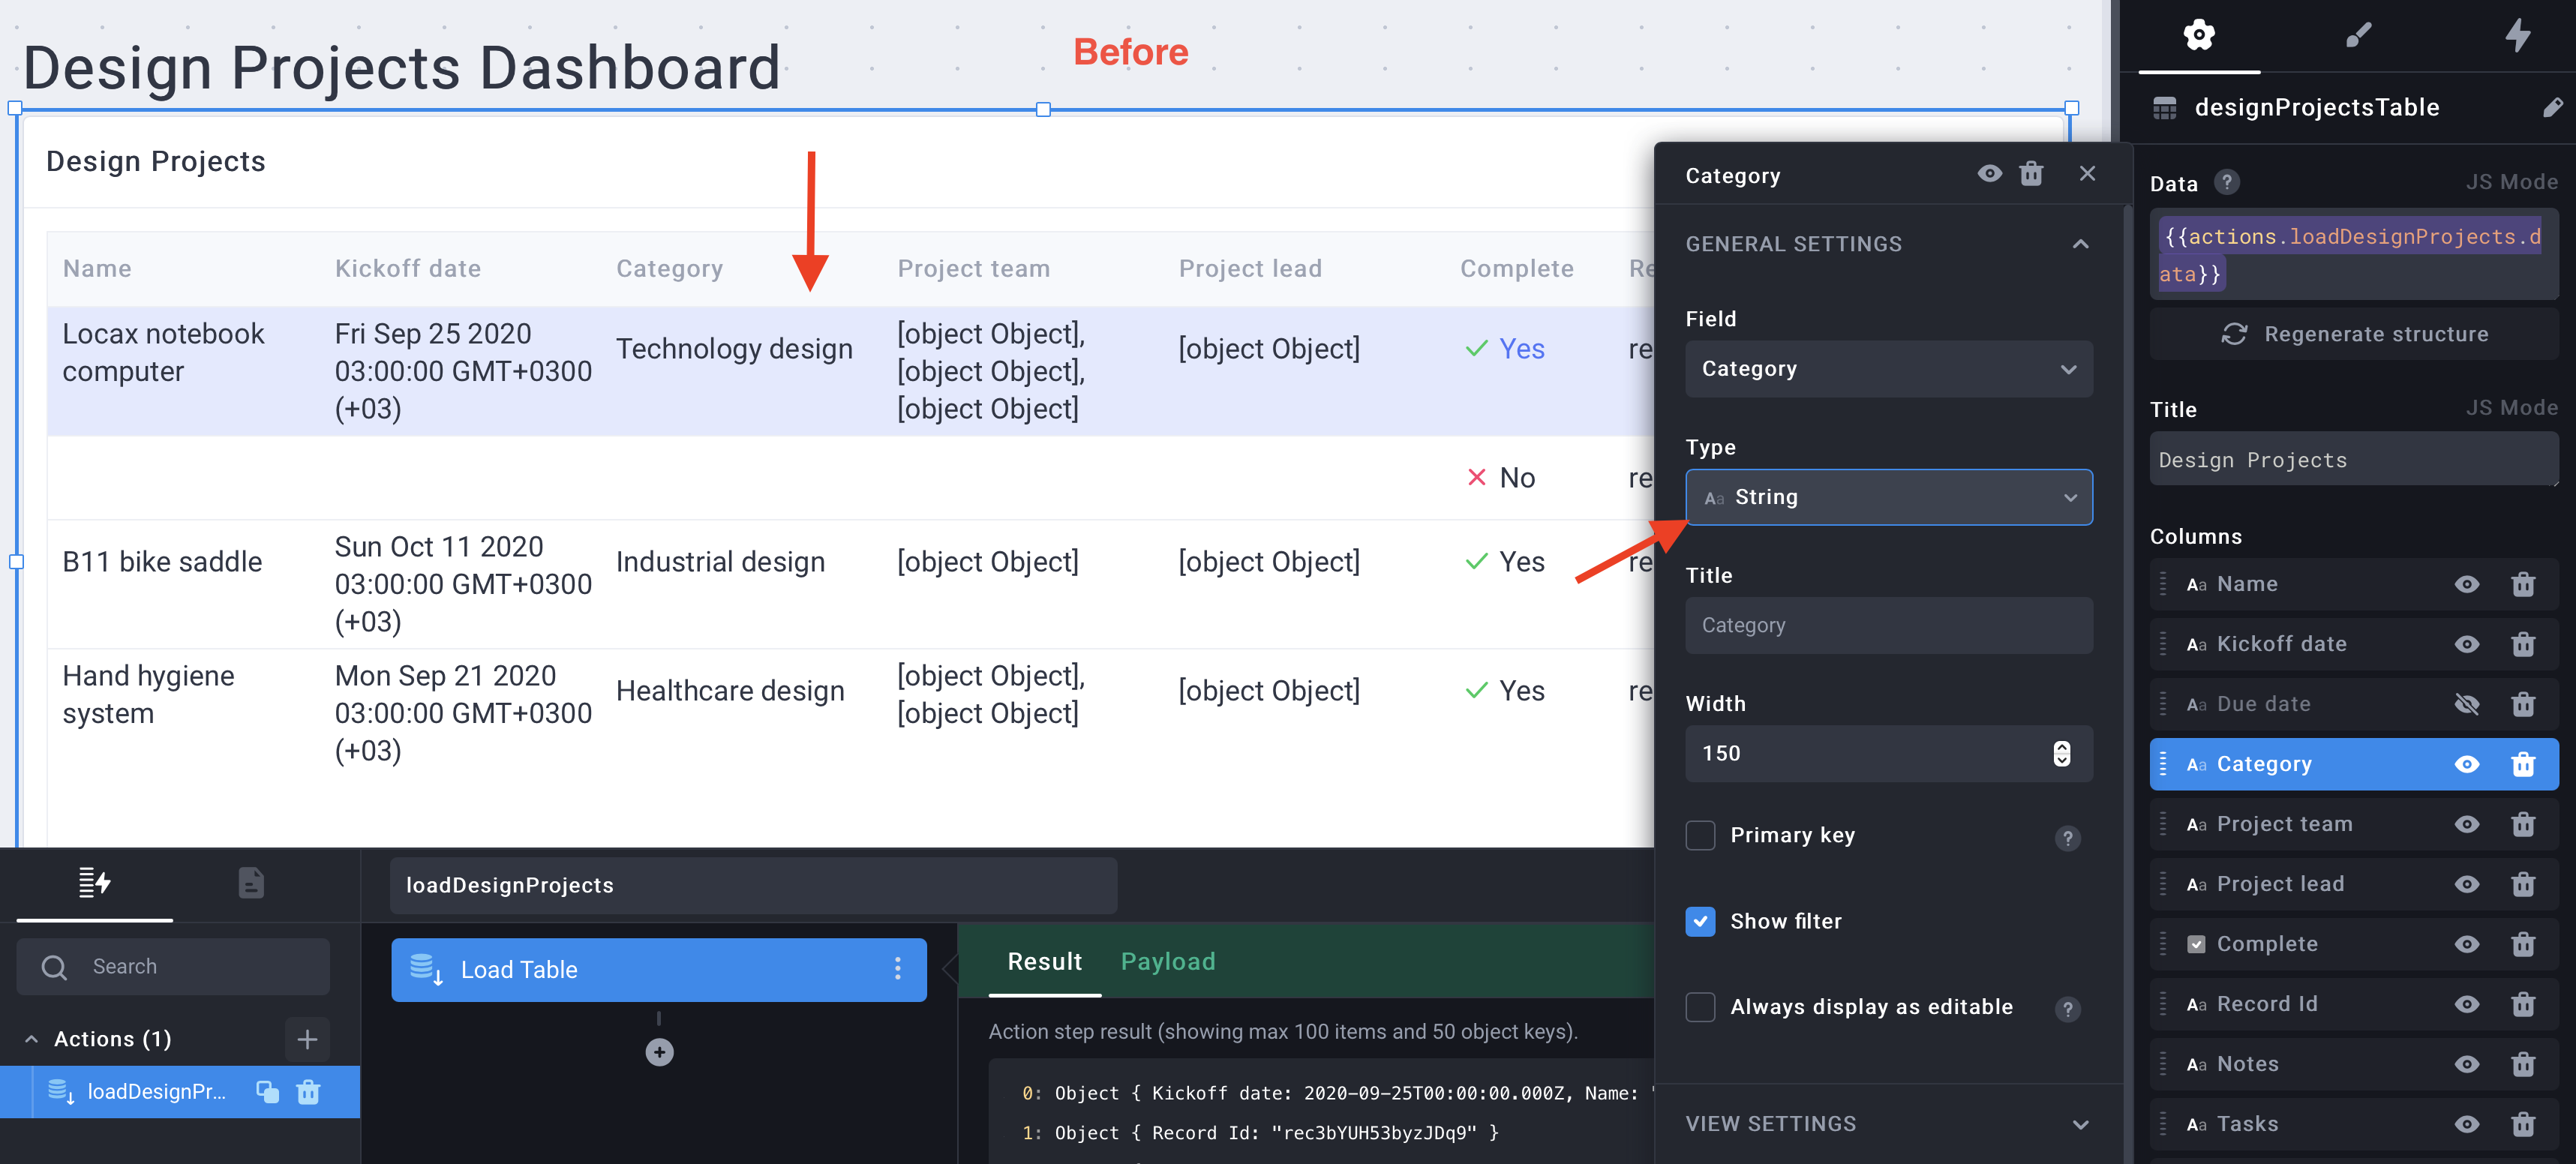 Design Projects Dashboard
Before
Design Projects
Name Kickoff date Category Project team Project lead Complete Re
Locax notebook computer
Fri Sep 25 2020 03:00:00 GMT+0300 (+03)
Technology design
[object Object], [object Object], [object Object]
[object Object]
Yes
re
No
re
B11 bike saddle
Sun Oct 11 2020 03:00:00 GMT+0300 (+03)
Industrial design
[object Object]
[object Object]
Yes
re
Hand hygiene system
Mon Sep 21 2020 03:00:00 GMT+0300 (+03)
Healthcare design
[object Object], [object Object]
[object Object]
Yes
re
Category
GENERAL SETTINGS
Field
Category
Type
Aa String
Title
Category
Width
150
Primary key ?
Show filter
Always display as editable ?
VIEW SETTINGS
designProjectsTable
Data ? JS Mode
{{actions.loadDesignProjects.d
ata}}
Regenerate structure
Title JS Mode
Design Projects
Columns
Aa Name
Aa Kickoff date
Aa Due date
Aa Category
Aa Project team
Aa Project lead
Complete
Aa Record Id
Aa Notes
Aa Tasks
Search
Actions (1)
loadDesignPr...
loadDesignProjects
Load Table
Result Payload
Action step result (showing max 100 items and 50 object keys).
0: Object { Kickoff date: 2020-09-25T00:00:00.000Z, Name: "
1: Object { Record Id: "rec3bYUH53byzJDq9" }